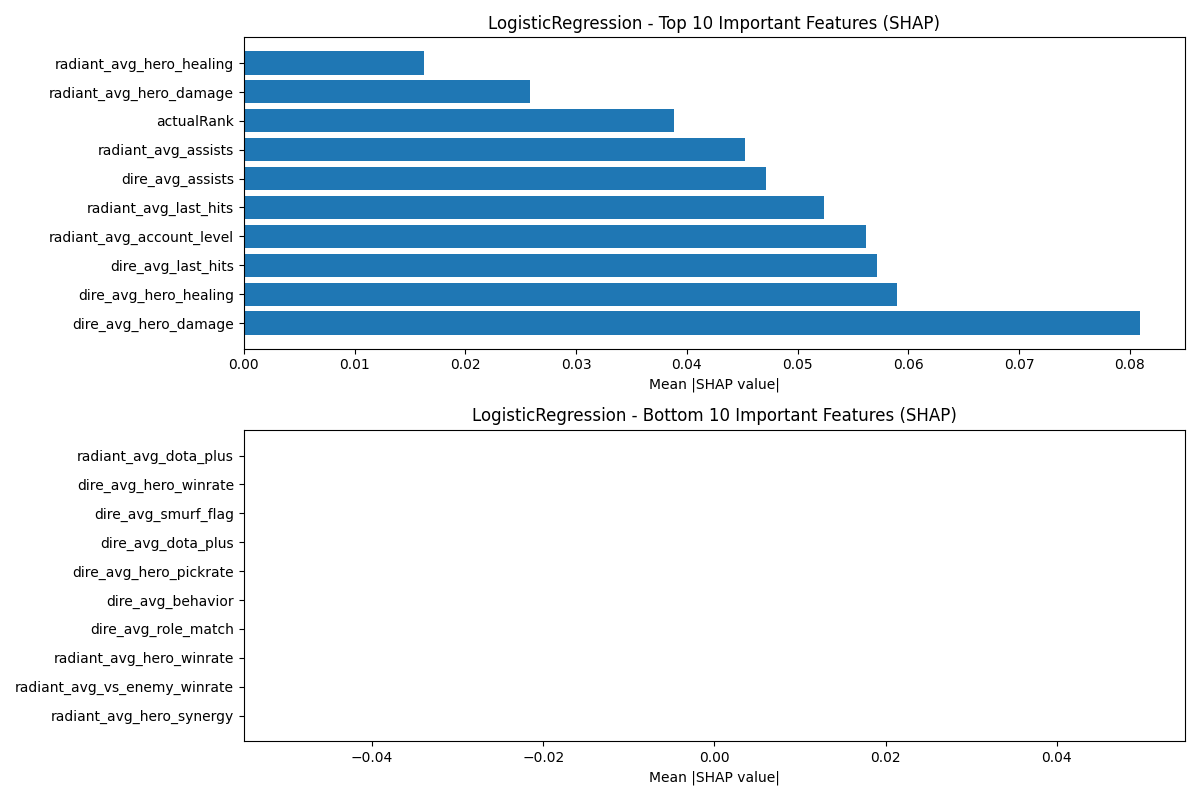 LogisticRegression - Top 10 Important Features (SHAP)
radiant_avg_hero_healing
radiant_avg_hero_damage
actualRank
radiant_avg_assists
dire_avg_assists
radiant_avg_last_hits
radiant_avg_account_level
dire_avg_last_hits
dire_avg_hero_healing
dire_avg_hero_damage
0.00 0.01 0.02 0.03 0.04 0.05 0.06 0.07 0.08
Mean |SHAP value|
LogisticRegression - Bottom 10 Important Features (SHAP)
radiant_avg_dota_plus
dire_avg_hero_winrate
dire_avg_smurf_flag
dire_avg_dota_plus
dire_avg_hero_pickrate
dire_avg_behavior
dire_avg_role_match
radiant_avg_hero_winrate
radiant_avg_vs_enemy_winrate
radiant_avg_hero_synergy
−0.04 −0.02 0.00 0.02 0.04
Mean |SHAP value|